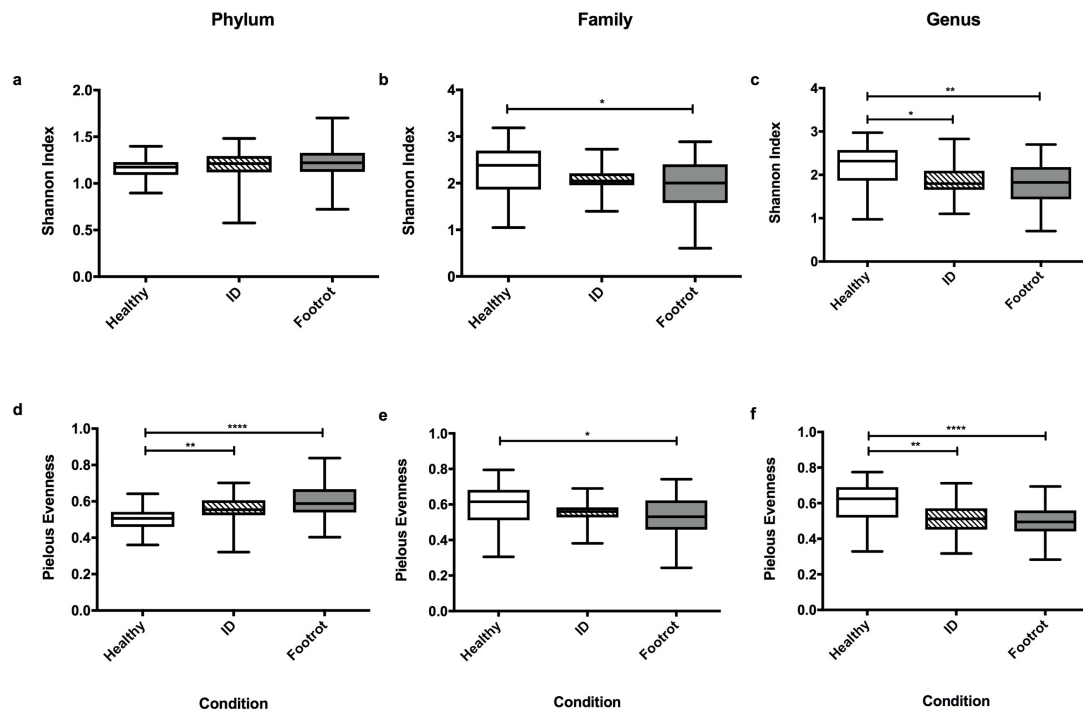 Phylum
Family
Genus
a
Shannon Index
2.0
1.5
1.0
0.5
0.0
Healthy
ID
Footrot
b
Shannon Index
4
3
2
1
0
*
Healthy
ID
Footrot
c
Shannon Index
4
3
2
1
0
**
*
Healthy
ID
Footrot
d
Pielous Evenness
1.0
0.8
0.6
0.4
0.2
0.0
****
**
Healthy
ID
Footrot
Condition
e
Pielous Evenness
1.0
0.8
0.6
0.4
0.2
0.0
*
Healthy
ID
Footrot
Condition
f
Pielous Evenness
1.0
0.8
0.6
0.4
0.2
0.0
****
**
Healthy
ID
Footrot
Condition